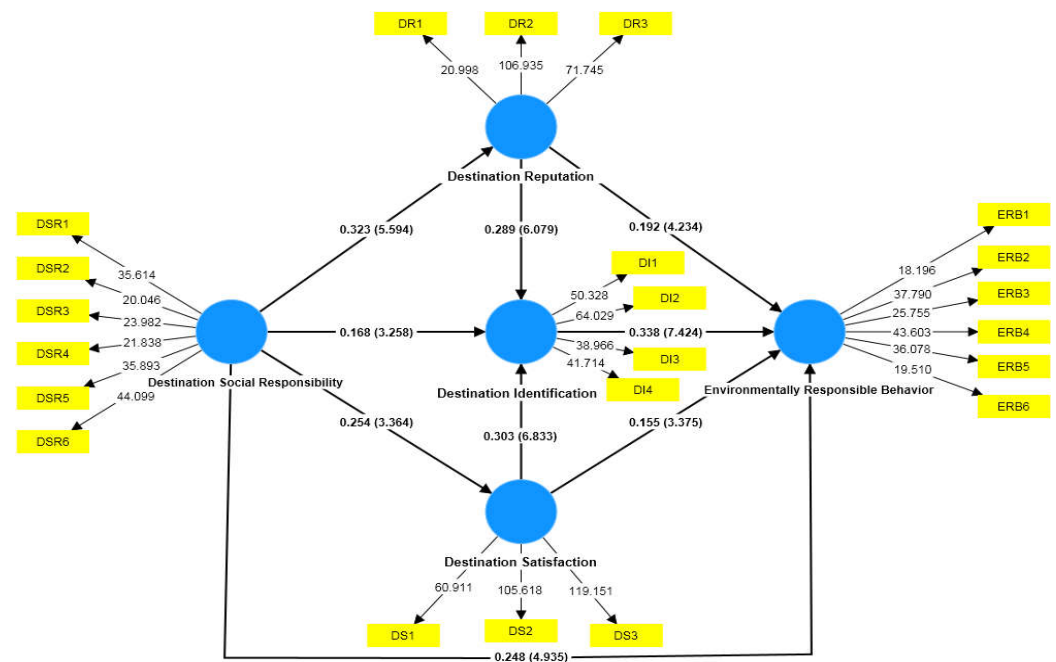 DR1
DR2
DR3
20.998
106.935
71.745
Destination Reputation
0.323 (5.594)
0.289 (6.079)
0.192 (4.234)
DSR1
DSR2
DSR3
DSR4
DSR5
DSR6
35.614
20.046
23.982
21.838
35.893
44.099
Destination Social Responsibility
0.168 (3.258)
DI1
DI2
DI3
DI4
50.328
64.029
38.966
41.714
0.338 (7.424)
Destination Identification
ERB1
ERB2
ERB3
ERB4
ERB5
ERB6
18.196
37.790
25.755
43.603
36.078
19.510
Environmentally Responsible Behavior
0.254 (3.364)
0.303 (6.833)
0.155 (3.375)
Destination Satisfaction
60.911
105.618
119.151
DS1
DS2
DS3
0.248 (4.935)